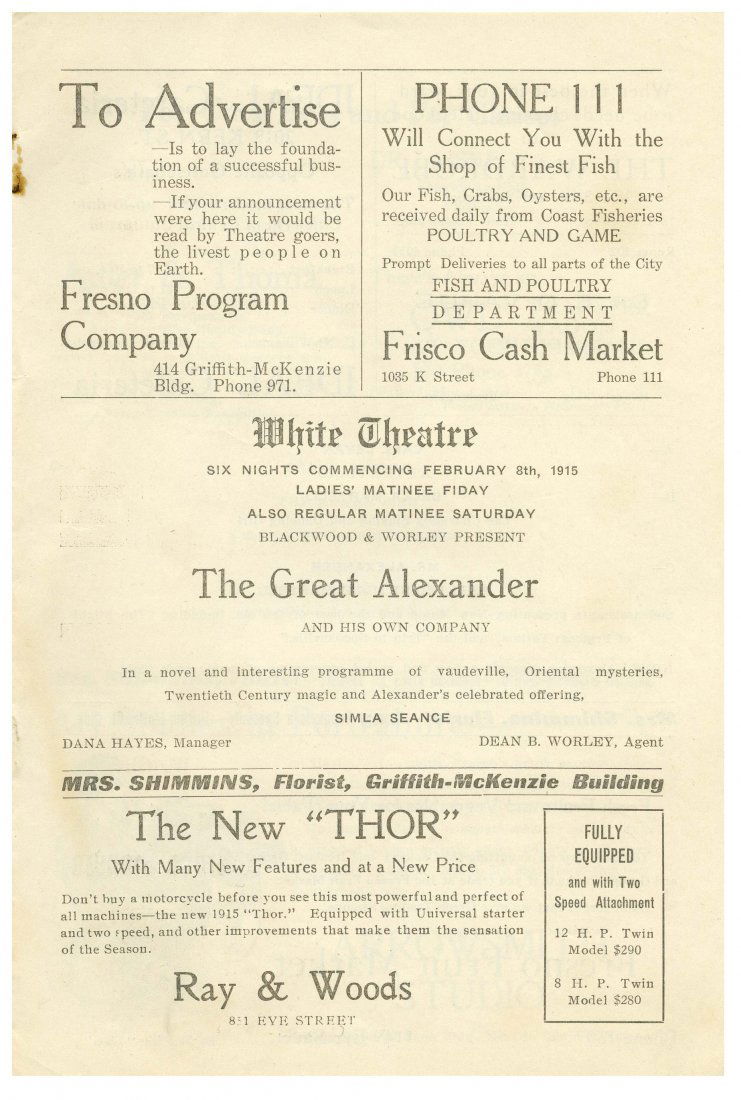 To Advertise
—Is to lay the founda-
tion of a successful bus-
iness.
—If your announcement
were here it would be
read by Theatre goers,
the livest people on
Earth.
Fresno Program
Company
414 Griffith-McKenzie
Bldg. Phone 971.
PHONE 111
Will Connect You With the
Shop of Finest Fish
Our Fish, Crabs, Oysters, etc., are
received daily from Coast Fisheries
POULTRY AND GAME
Prompt Deliveries to all parts of the City
FISH AND POULTRY
DEPARTMENT
Frisco Cash Market
1035 K Street Phone 111
White Theatre
SIX NIGHTS COMMENCING FEBRUARY 8th, 1915
LADIES' MATINEE FIDAY
ALSO REGULAR MATINEE SATURDAY
BLACKWOOD & WORLEY PRESENT
The Great Alexander
AND HIS OWN COMPANY
In a novel and interesting programme of vaudeville, Oriental mysteries,
Twentieth Century magic and Alexander's celebrated offering,
SIMLA SEANCE
DANA HAYES, Manager DEAN B. WORLEY, Agent
MRS. SHIMMINS, Florist, Griffith-McKenzie Building
The New "THOR"
With Many New Features and at a New Price
Don't buy a motorcycle before you see this most powerful and perfect of
all machines—the new 1915 "Thor." Equipped with Universal starter
and two speed, and other improvements that make them the sensation
of the Season.
Ray & Woods
EYE STREET
FULLY
EQUIPPED
and with Two
Speed Attachment
12 H. P. Twin
Model $290
8 H. P. Twin
Model $280